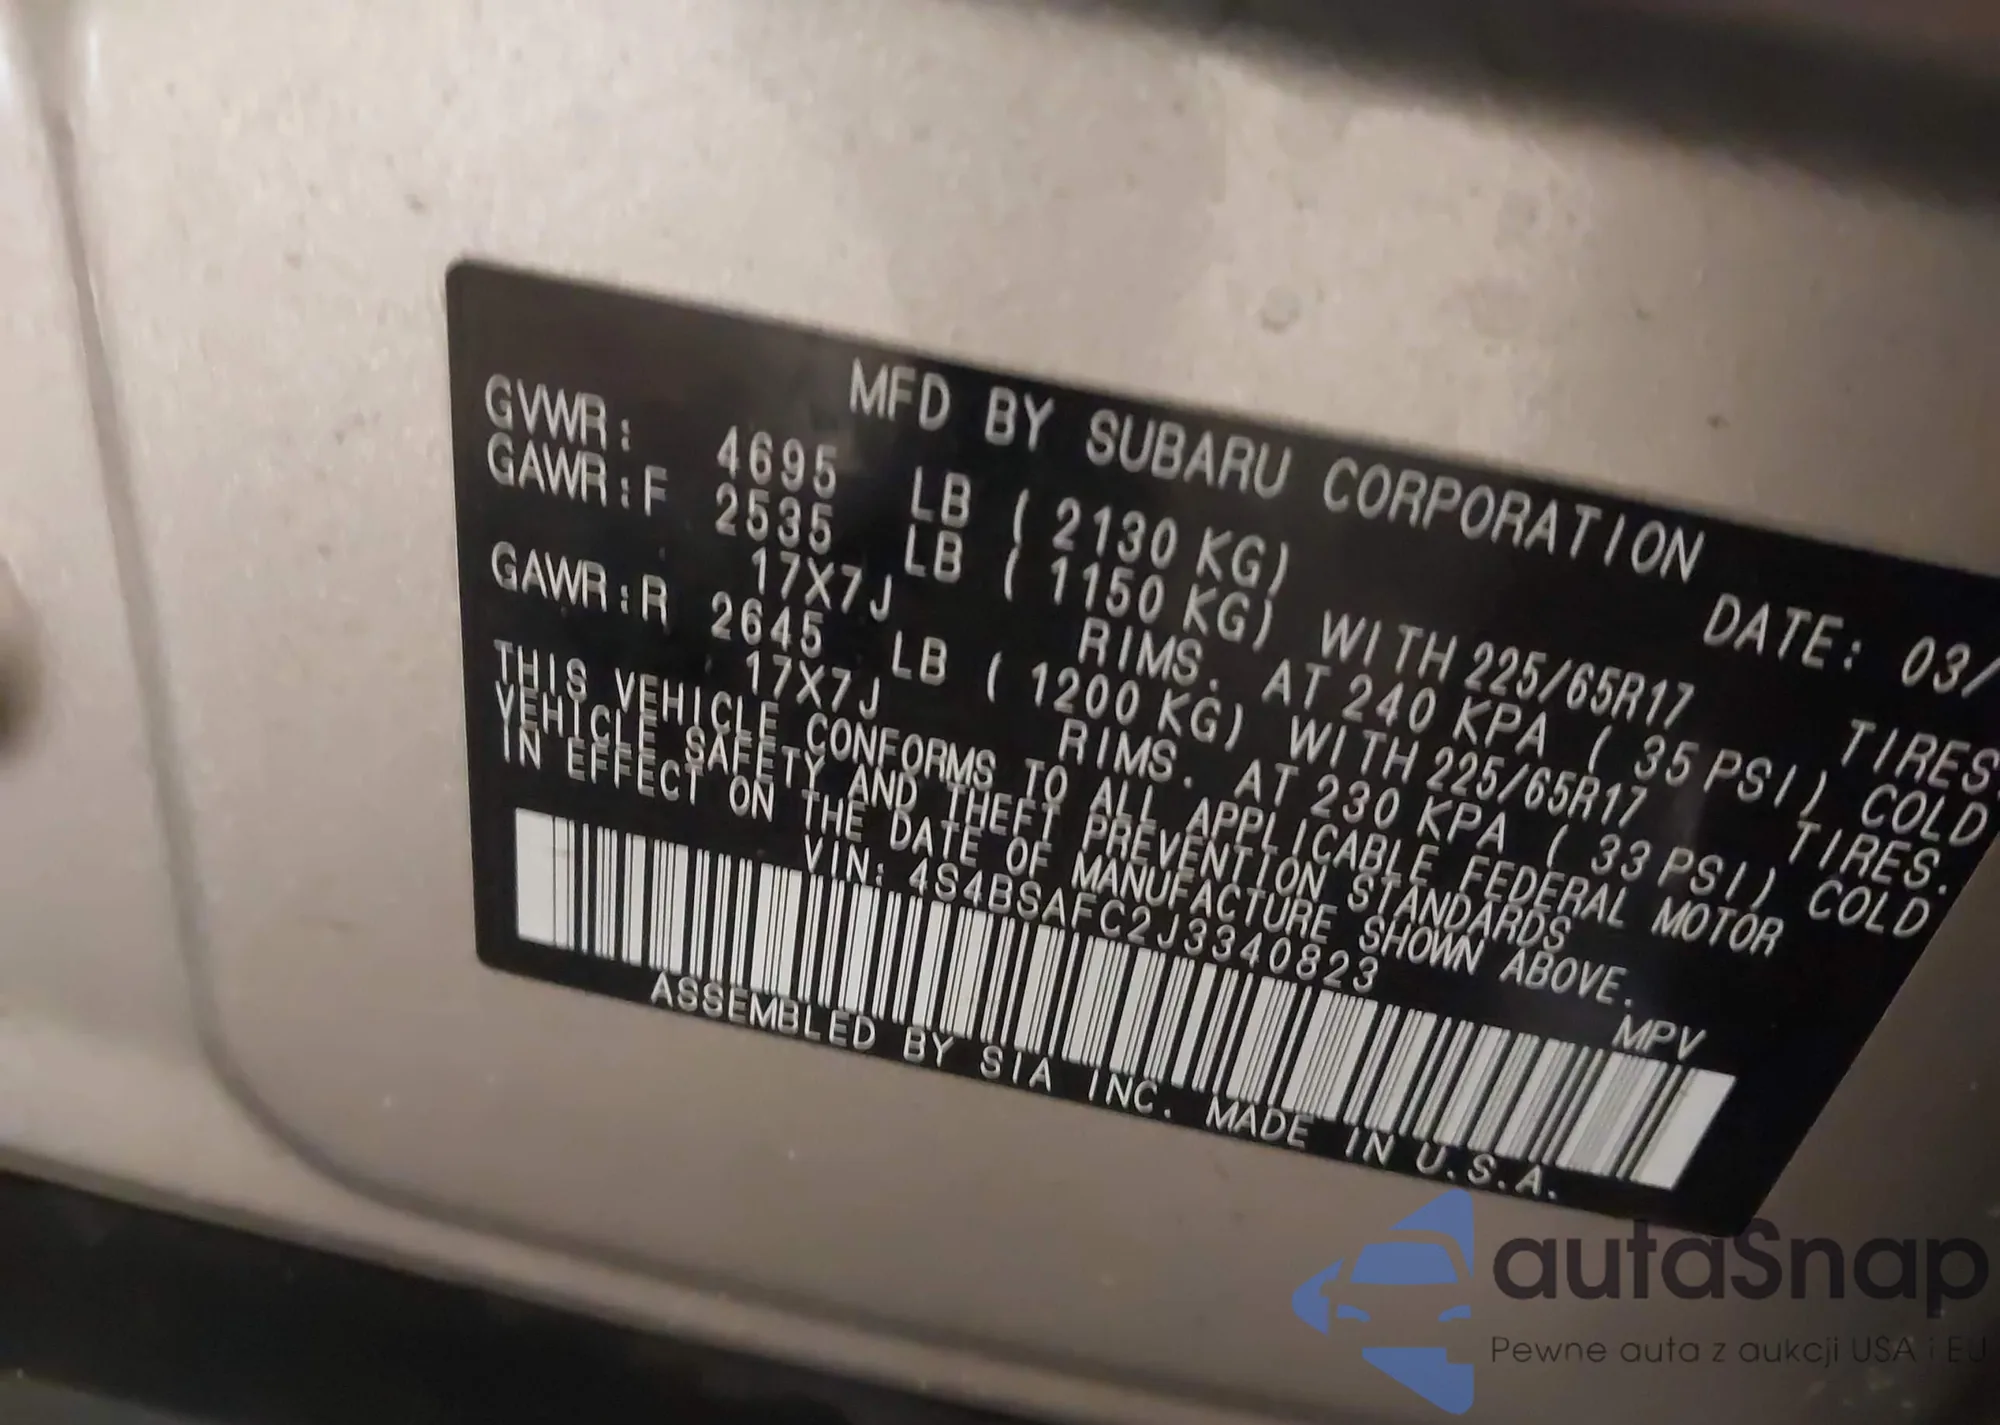 MFD BY SUBARU CORPORATION DATE: 03/
GVWR: 4695 LB ( 2130 KG)
GAWR:F 2535 LB ( 1150 KG) WITH 225/65R17 TIRES.
17X7J RIMS. AT 240 KPA ( 35 PSI) COLD
GAWR:R 2645 LB ( 1200 KG) WITH 225/65R17 TIRES.
17X7J RIMS. AT 230 KPA ( 33 PSI) COLD
THIS VEHICLE CONFORMS TO ALL APPLICABLE FEDERAL MOTOR
VEHICLE SAFETY AND THEFT PREVENTION STANDARDS
IN EFFECT ON THE DATE OF MANUFACTURE SHOWN ABOVE.
VIN: 4S4BSAFC2J3340823 MPV
ASSEMBLED BY SIA INC. MADE IN U.S.A.
autaSnap
Pewne auta z aukcji USA i EU